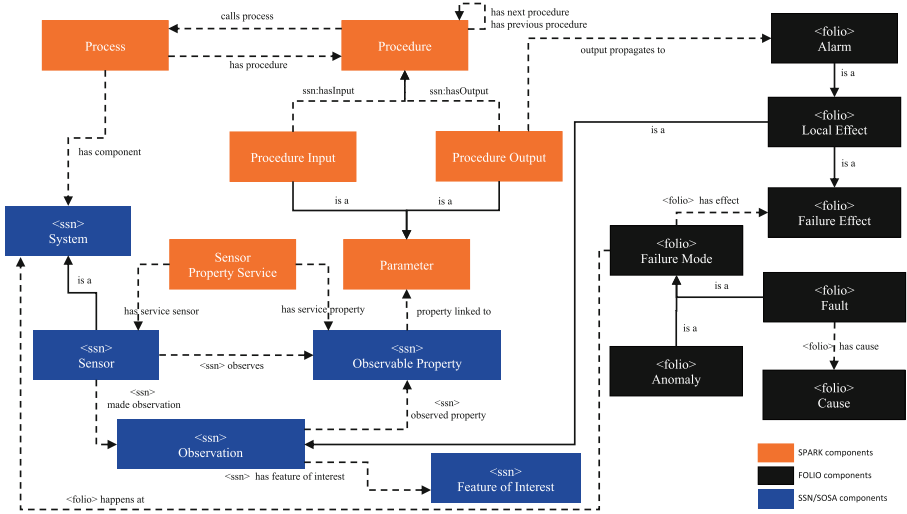 calls process
has next procedure
has previous procedure
Process
Procedure
has procedure
output propagates to
<folio>
Alarm
is a
ssn:hasInput
ssn:hasOutput
<folio>
Local Effect
is a
has component
Procedure Input
Procedure Output
is a
is a
is a
<folio> has effect
<folio>
Failure Effect
<ssn>
System
Sensor
Property Service
Parameter
<folio>
Failure Mode
is a
is a
has service sensor
has service property
property linked to
<folio>
Fault
is a
<ssn>
Sensor
<ssn> observes
<ssn>
Observable Property
<folio> has cause
<folio>
Anomaly
<ssn>
made observation
<ssn>
observed property
<folio>
Cause
<ssn>
Observation
<ssn> has feature of interest
<ssn>
Feature of Interest
<folio> happens at
SPARK components
FOLIO components
SSN/SOSA components